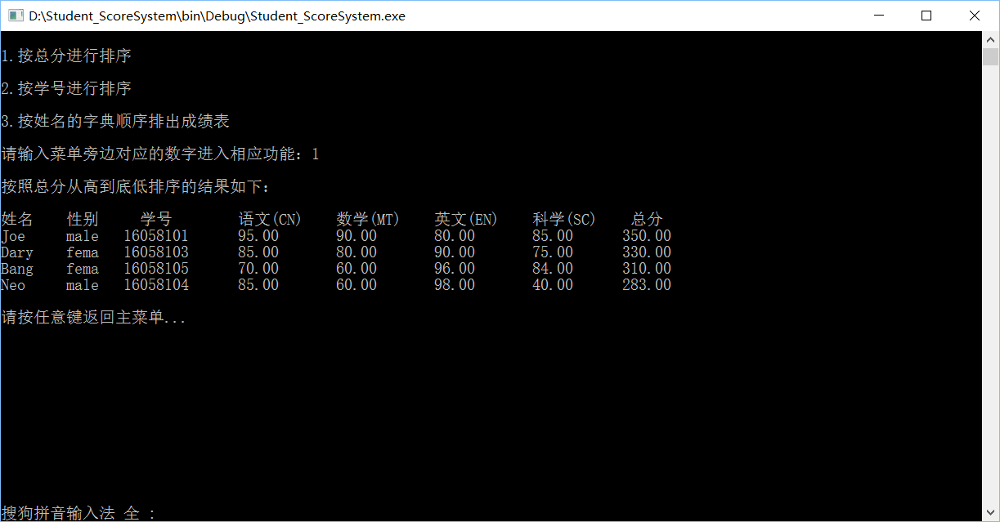 D:\Student_ScoreSystem\bin\Debug\Student_ScoreSystem.exe
1.按总分进行排序
2.按学号进行排序
3.按姓名的字典顺序排出成绩表
请输入菜单旁边对应的数字进入相应功能：1
按照总分从高到底低排序的结果如下：
姓名 性别 学号 语文(CN) 数学(MT) 英文(EN) 科学(SC) 总分
Joe male 16058101 95.00 90.00 80.00 85.00 350.00
Dary fema 16058103 85.00 80.00 90.00 75.00 330.00
Bang fema 16058105 70.00 60.00 96.00 84.00 310.00
Neo male 16058104 85.00 60.00 98.00 40.00 283.00
请按任意键返回主菜单...
搜狗拼音输入法 全 :